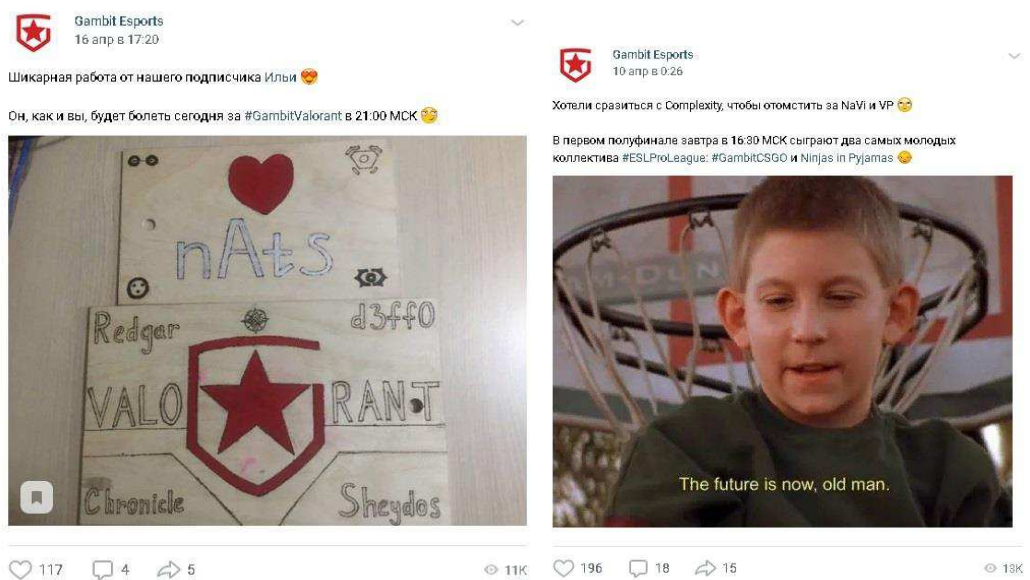 Gambit Esports
16 апр в 17:20
Шикарная работа от нашего подписчика Ильи
Он, как и вы, будет болеть сегодня за #GambitValorant в 21:00 МСК
nAts
Redgar
d3ff0
VALO
RANT
Chronicle
Sheydos
117
4
5
11K
Gambit Esports
10 апр в 0:26
Хотели сразиться с Complexity, чтобы отомстить за NaVi и VP
В первом полуфинале завтра в 16:30 МСК сыграют два самых молодых
коллектива #ESLProLeague: #GambitCSGO и Ninjas in Pyjamas
The future is now, old man.
196
18
15
13K